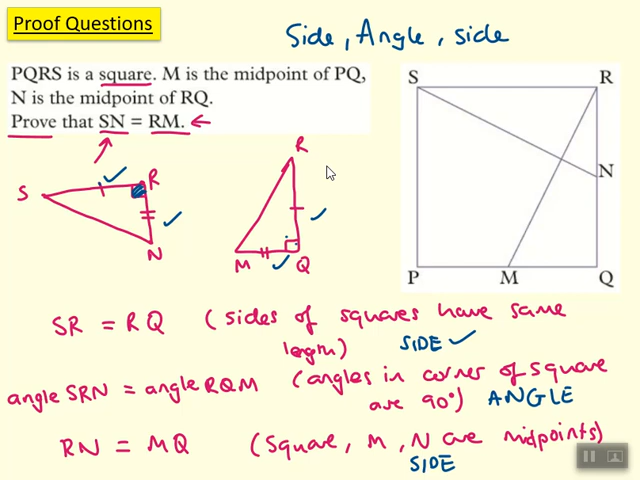 Proof Questions
Side, Angle, side
PQRS is a square. M is the midpoint of PQ,
N is the midpoint of RQ.
Prove that SN = RM.
S R
N
P M Q
S R
N
R
M Q
SR = RQ (sides of squares have same
length) SIDE
angle SRN = angle RQM (angles in corner of square
are 90°) ANGLE
RN = MQ (Square, M, N are midpoints)
SIDE